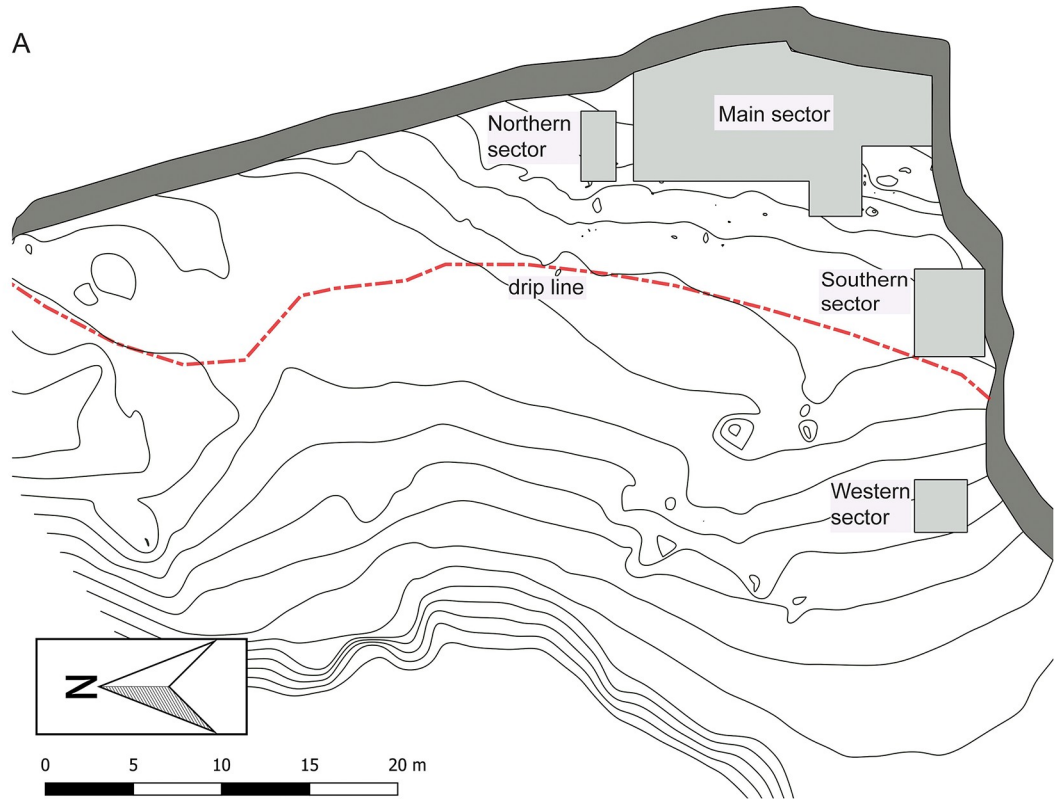 A
Northern
sector
Main sector
drip line
Southern
sector
Western
sector
N
0 5 10 15 20 m